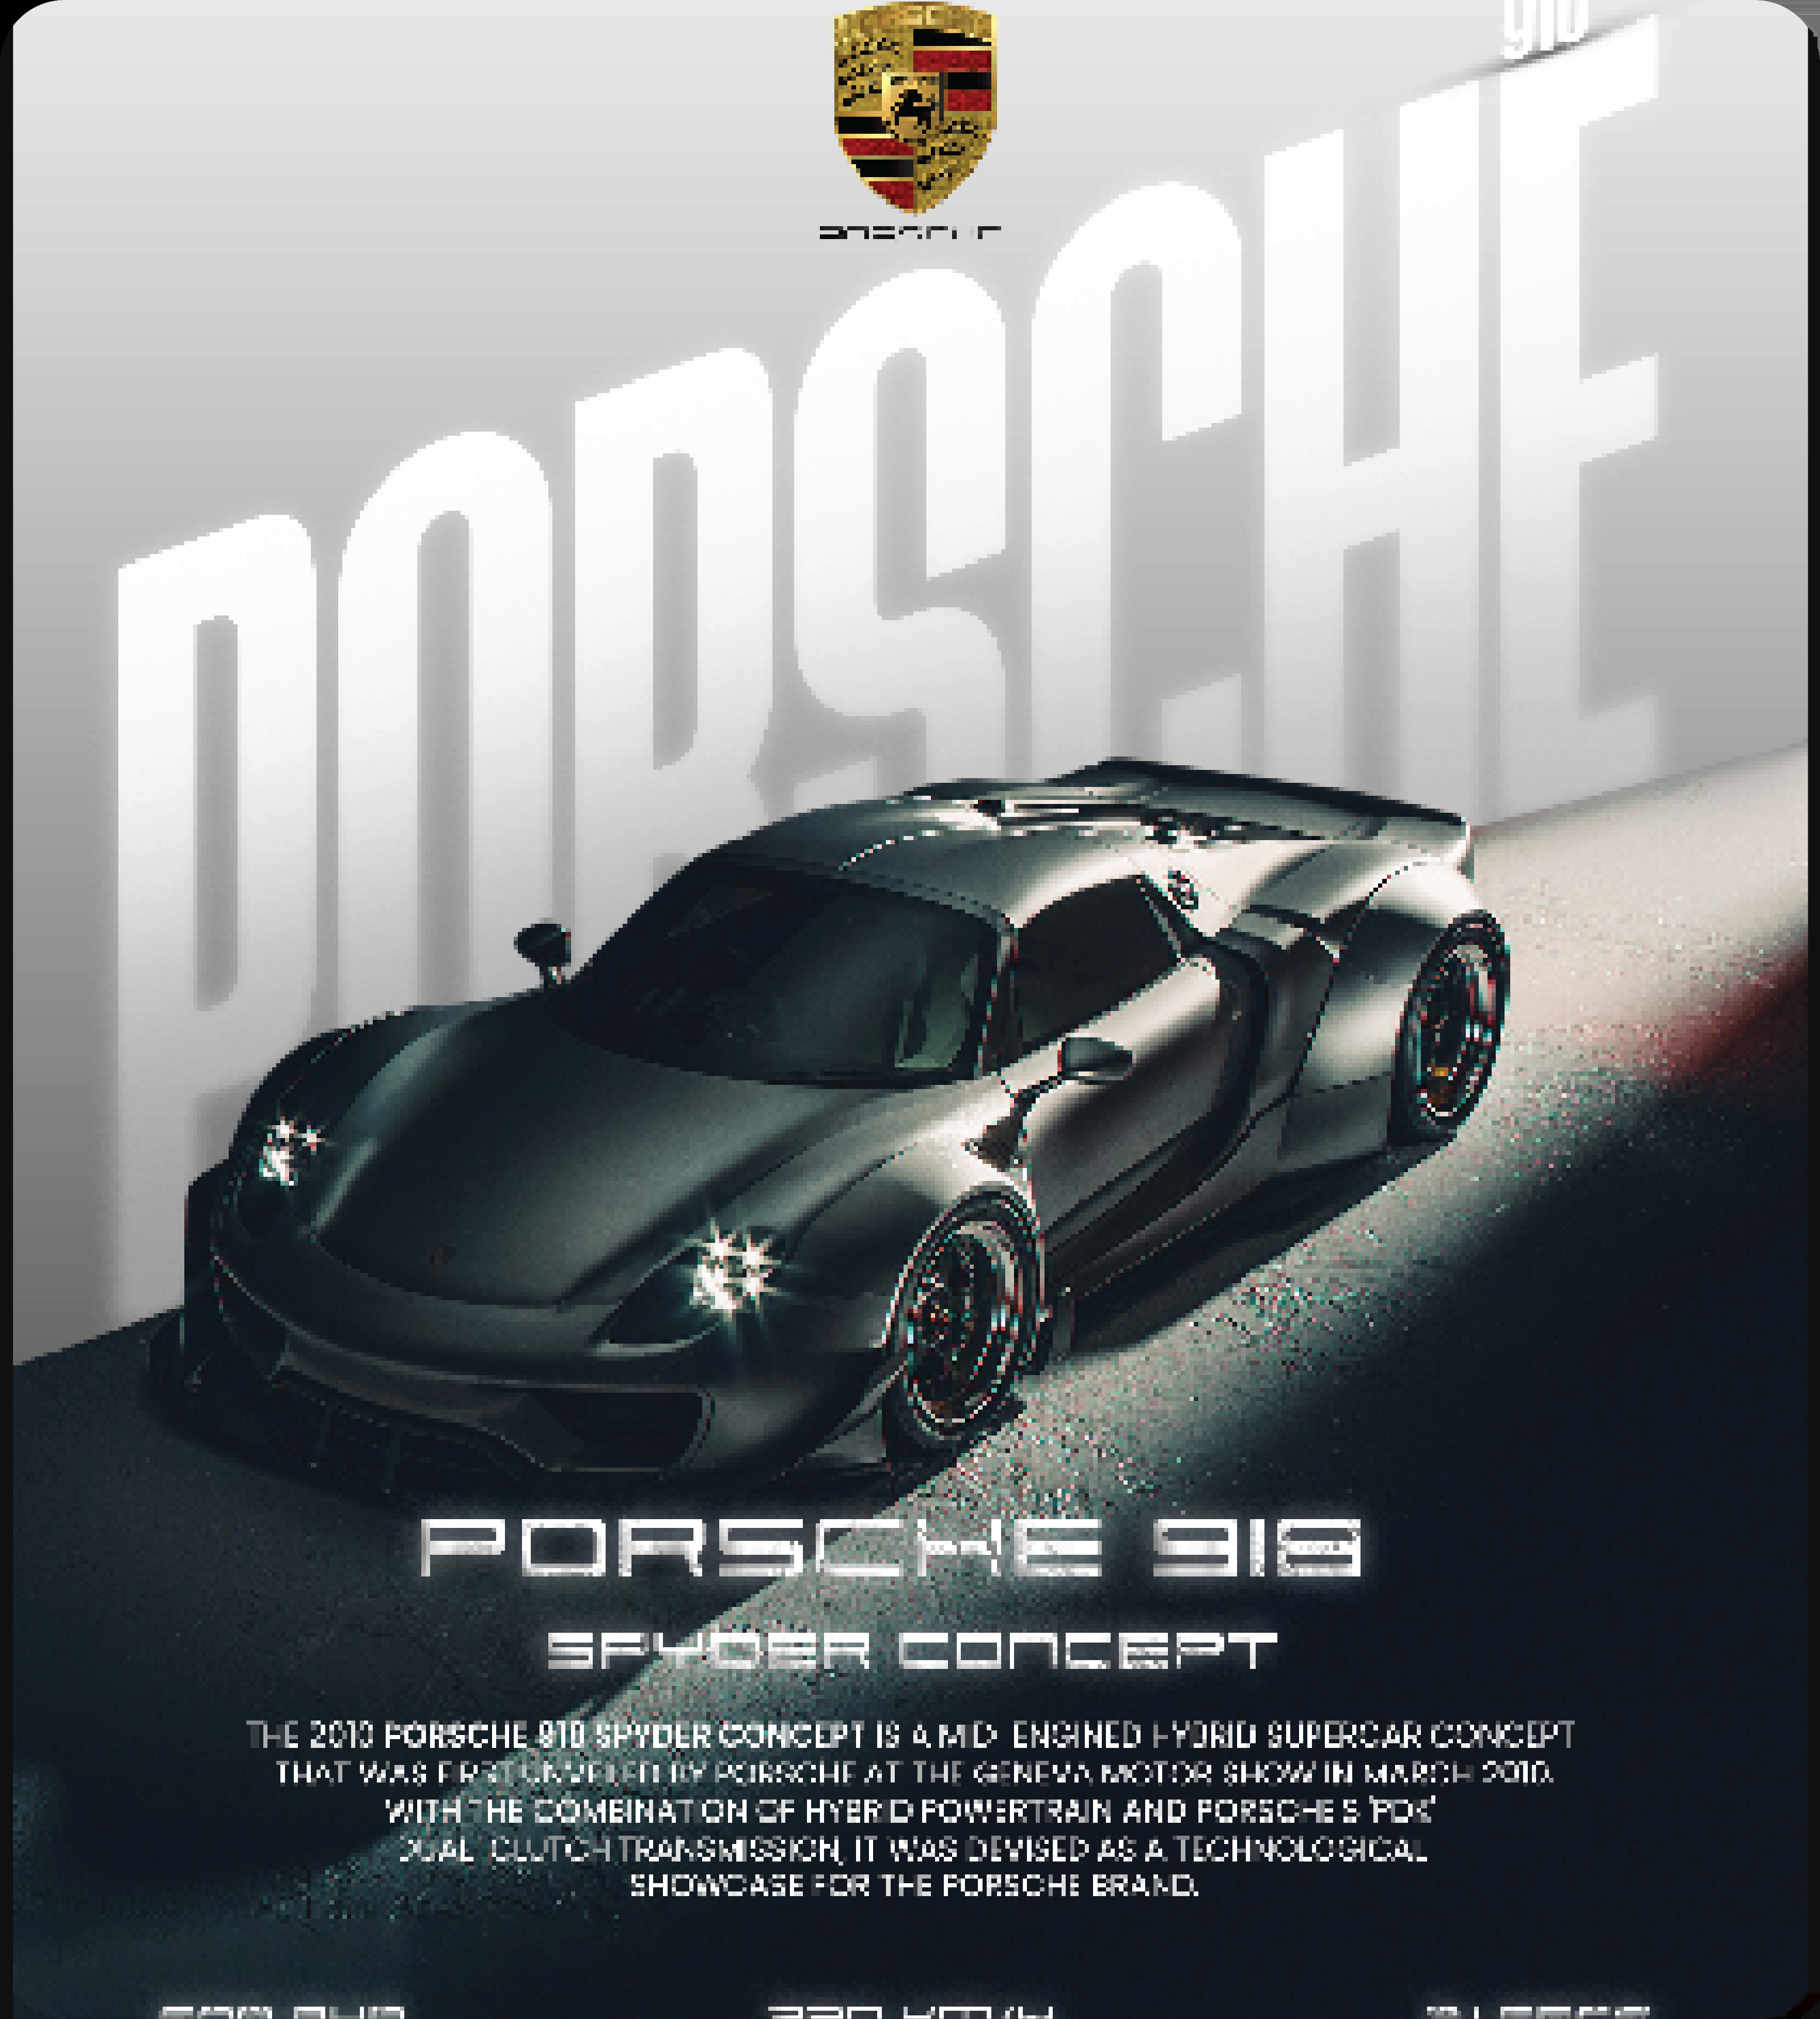 PORSCHE
PORSCHE
PORSCHE 918
SPYDER CONCEPT
THE 2010 PORSCHE 918 SPYDER CONCEPT IS A MID ENGINED HYBRID SUPERCAR CONCEPT
THAT WAS FIRST UNVEILED BY PORSCHE AT THE GENEVA MOTOR SHOW IN MARCH 2010.
WITH THE COMBINATION OF HYBRID POWERTRAIN AND PORSCHE'S 'PDK'
DUAL CLUTCH TRANSMISSION, IT WAS DEVISED AS A TECHNOLOGICAL
SHOWCASE FOR THE PORSCHE BRAND.